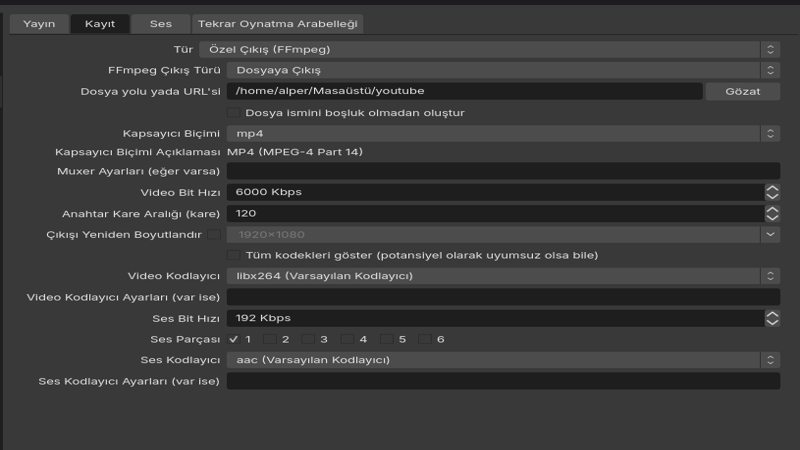 Yayın Kayıt Ses Tekrar Oynatma Arabelleği
Tür Özel Çıkış (FFmpeg)
FFmpeg Çıkış Türü Dosyaya Çıkış
Dosya yolu yada URL'si /home/alper/Masaüstü/youtube Gözat
Dosya ismini boşluk olmadan oluştur
Kapsayıcı Biçimi mp4
Kapsayıcı Biçimi Açıklaması MP4 (MPEG-4 Part 14)
Muxer Ayarları (eğer varsa)
Video Bit Hızı 6000 Kbps
Anahtar Kare Aralığı (kare) 120
Çıkışı Yeniden Boyutlandır 1920x1080
Tüm kodekleri göster (potansiyel olarak uyumsuz olsa bile)
Video Kodlayıcı libx264 (Varsayılan Kodlayıcı)
Video Kodlayıcı Ayarları (var ise)
Ses Bit Hızı 192 Kbps
Ses Parçası 1 2 3 4 5 6
Ses Kodlayıcı aac (Varsayılan Kodlayıcı)
Ses Kodlayıcı Ayarları (var ise)